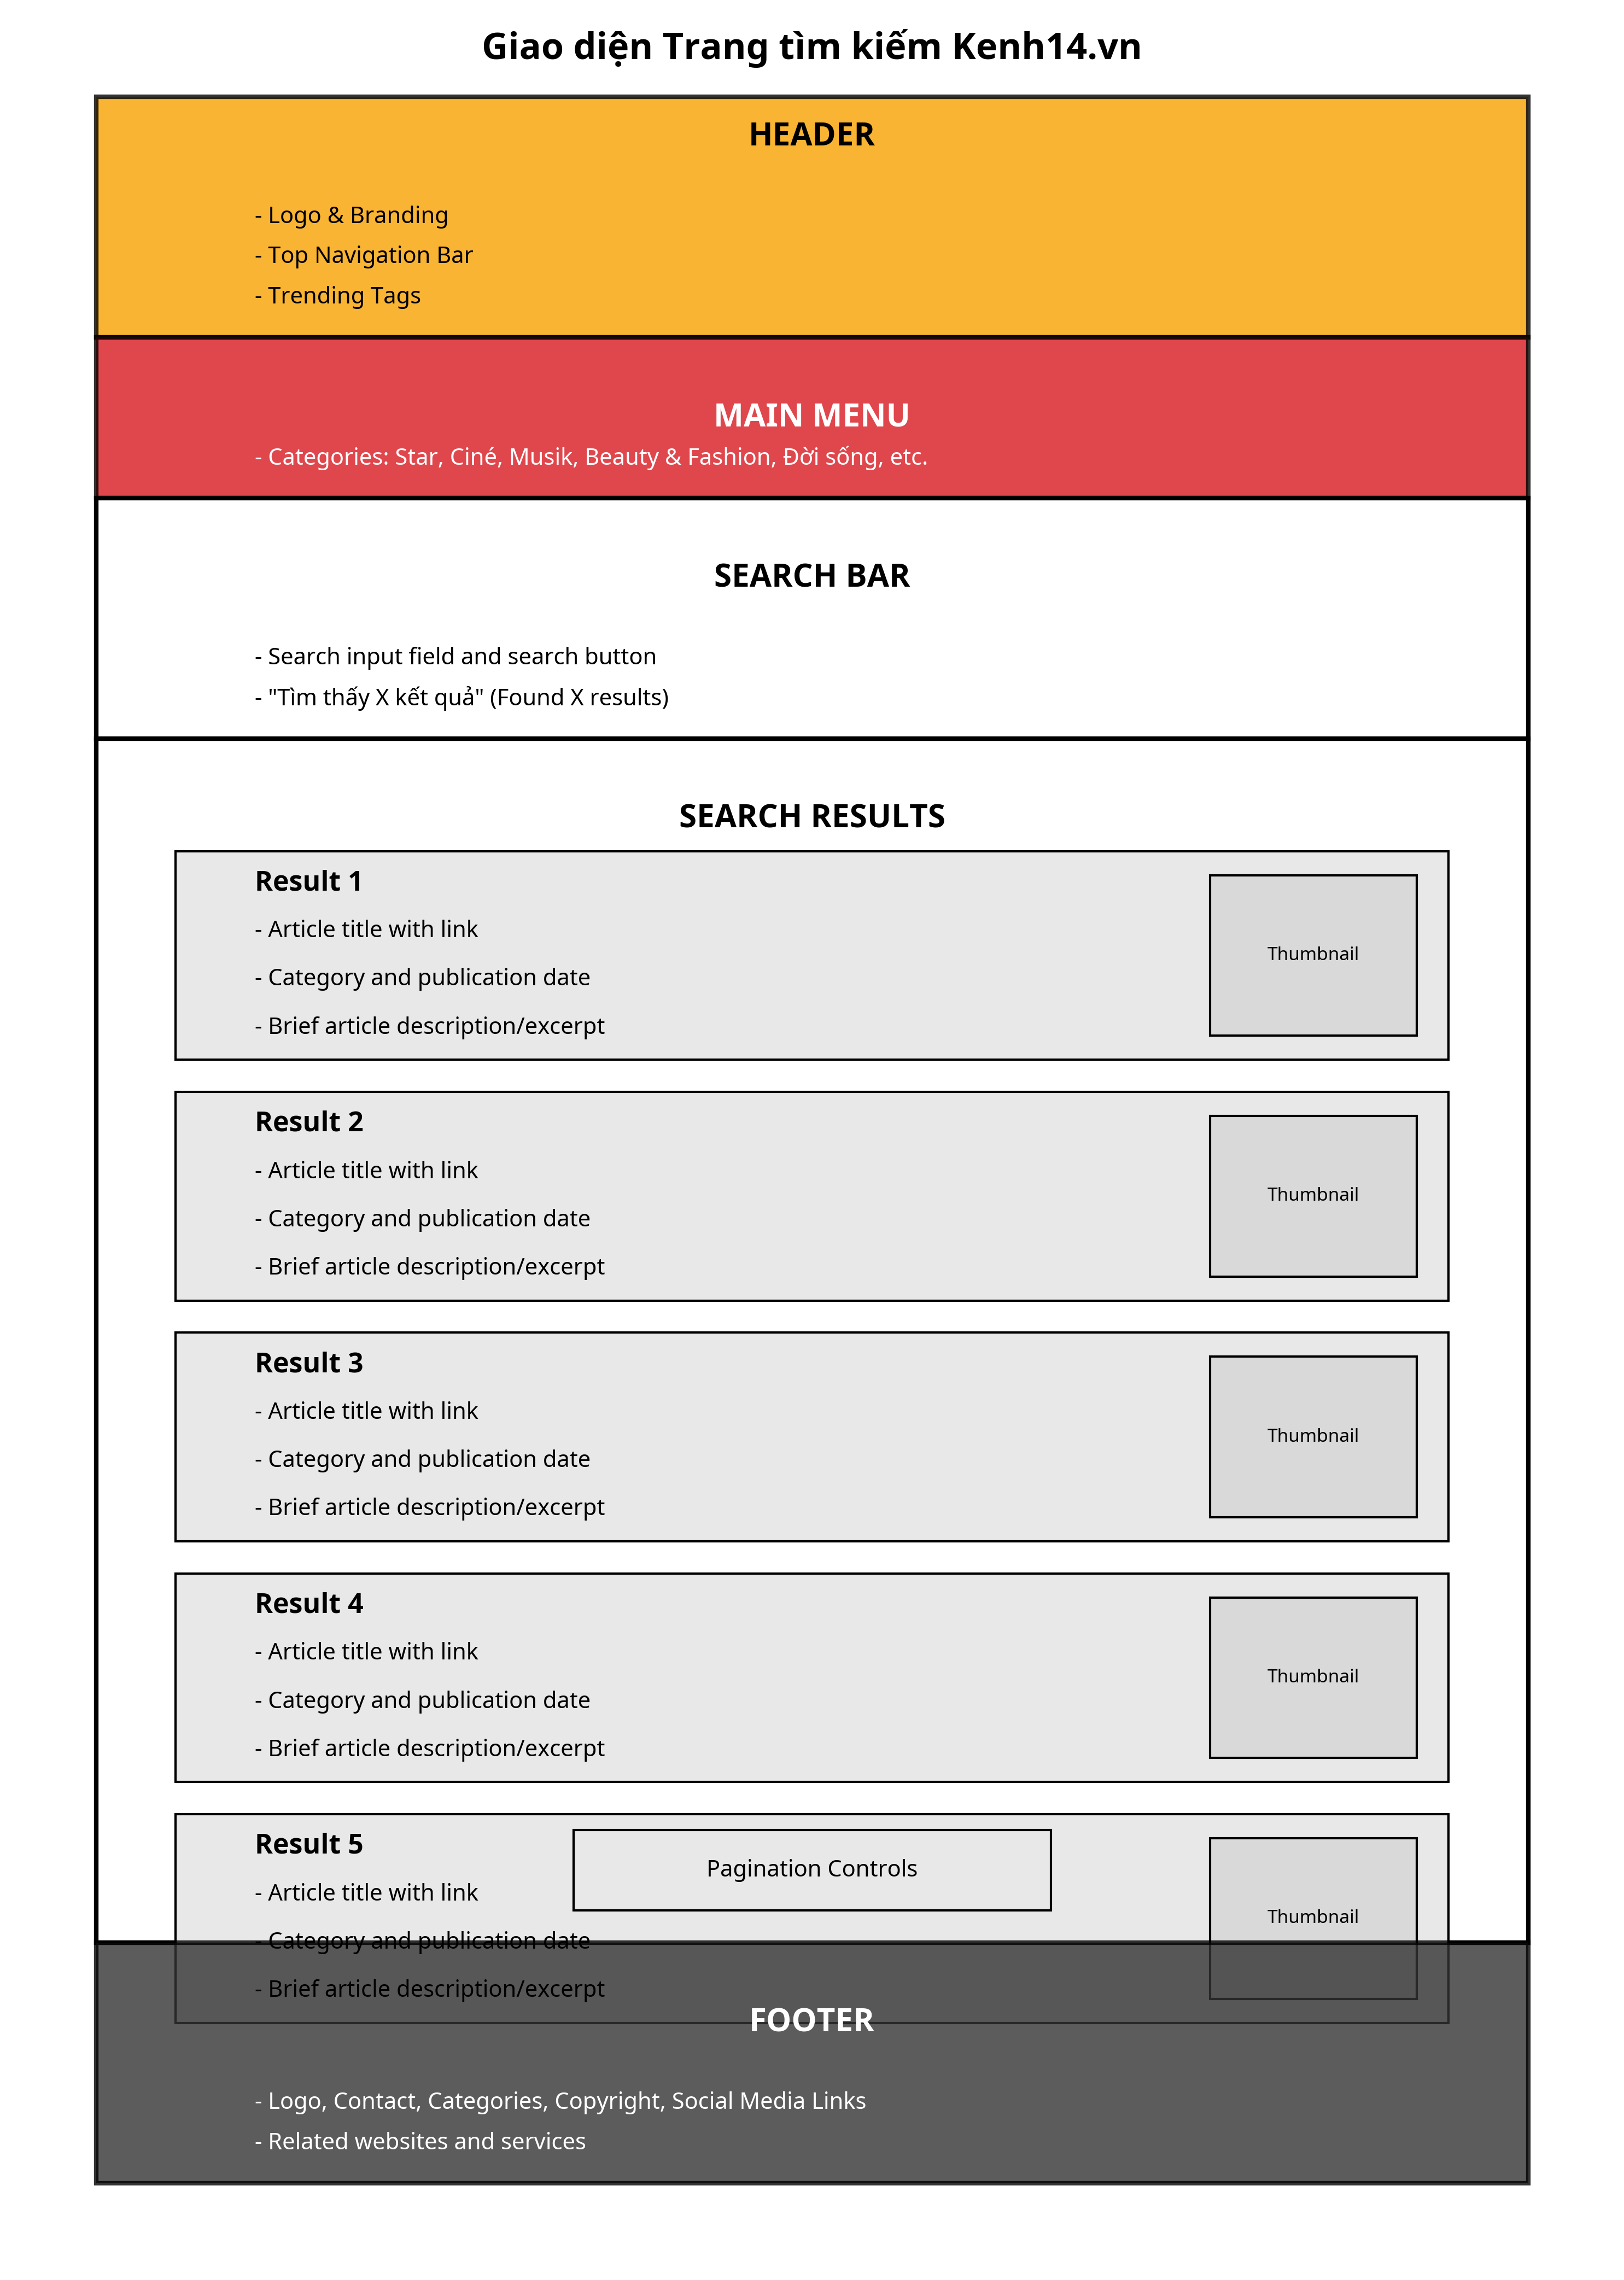 Giao diện Trang tìm kiếm Kenh14.vn
HEADER
- Logo & Branding
- Top Navigation Bar
- Trending Tags
MAIN MENU
- Categories: Star, Ciné, Musik, Beauty & Fashion, Đời sống, etc.
SEARCH BAR
- Search input field and search button
- "Tìm thấy X kết quả" (Found X results)
SEARCH RESULTS
Result 1
- Article title with link
- Category and publication date
- Brief article description/excerpt
Thumbnail
Result 2
- Article title with link
- Category and publication date
- Brief article description/excerpt
Thumbnail
Result 3
- Article title with link
- Category and publication date
- Brief article description/excerpt
Thumbnail
Result 4
- Article title with link
- Category and publication date
- Brief article description/excerpt
Thumbnail
Result 5
- Article title with link
- Category and publication date
- Brief article description/excerpt
Pagination Controls
Thumbnail
FOOTER
- Logo, Contact, Categories, Copyright, Social Media Links
- Related websites and services